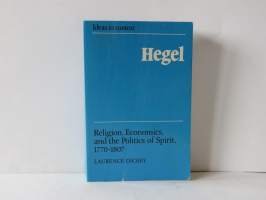 Ideas in context
Hegel
Religion, Economics,
and the Politics of Spirit,
1770–1807
LAURENCE DICKEY